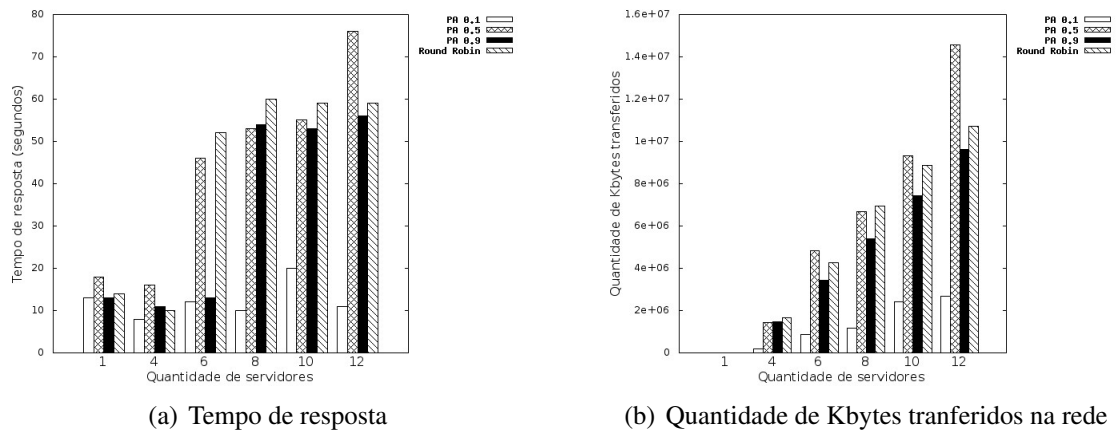 80
70
60
50
40
30
20
10
0
Tempo de resposta (segundos)
1 4 6 8 10 12
Quantidade de servidores
PA 0.1
PA 0.5
PA 0.9
Round Robin
(a) Tempo de resposta
1.6e+07
1.4e+07
1.2e+07
1e+07
8e+06
6e+06
4e+06
2e+06
0
Quantidade de Kbytes transferidos
1 4 6 8 10 12
Quantidade de servidores
PA 0.1
PA 0.5
PA 0.9
Round Robin
(b) Quantidade de Kbytes tranferidos na rede